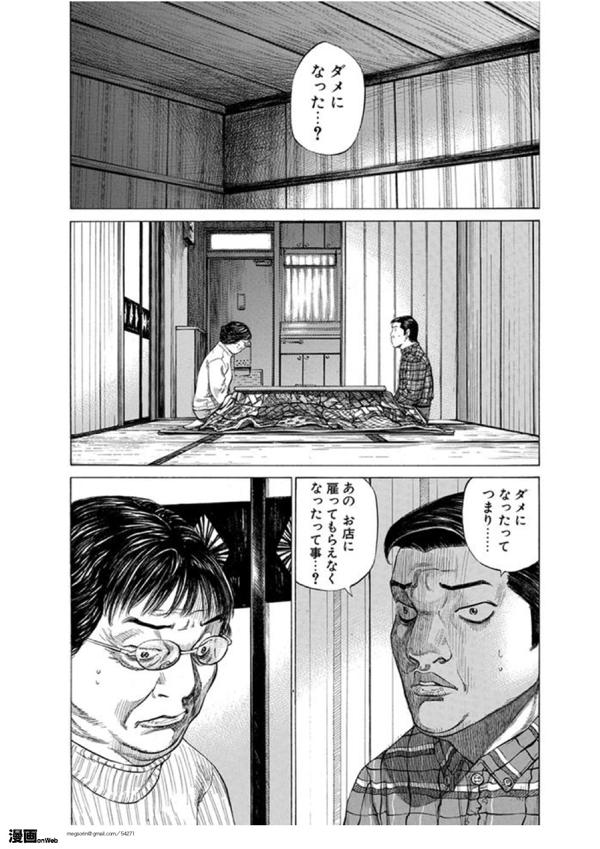 ダメに
なった…?
ダメに
なったって
つまり……
あの お店に
雇ってもらえなく
なったって事…?
漫画onWeb
megaorin@gmail.com/54271